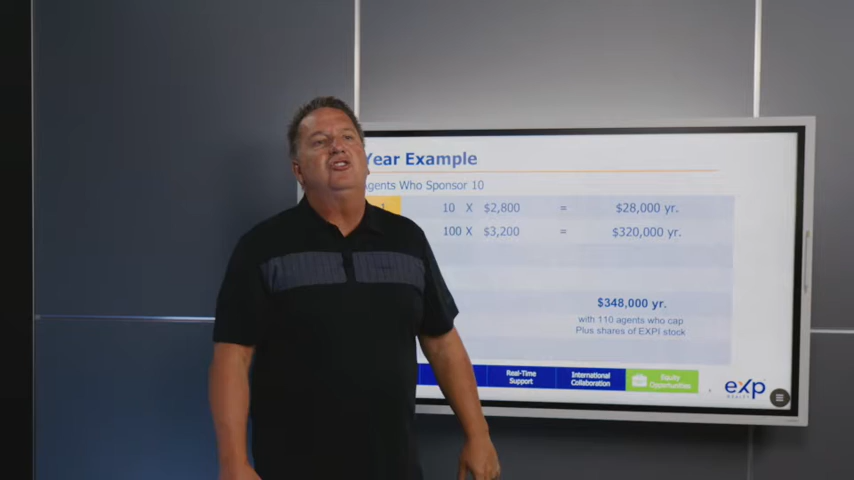 Year Example
Agents Who Sponsor 10
1 10 X $2,800 = $28,000 yr.
100 X $3,200 = $320,000 yr.
$348,000 yr.
with 110 agents who cap
Plus shares of EXPI stock
Real-Time
Support
International
Collaboration
Equity
Opportunities
exp
REALTY